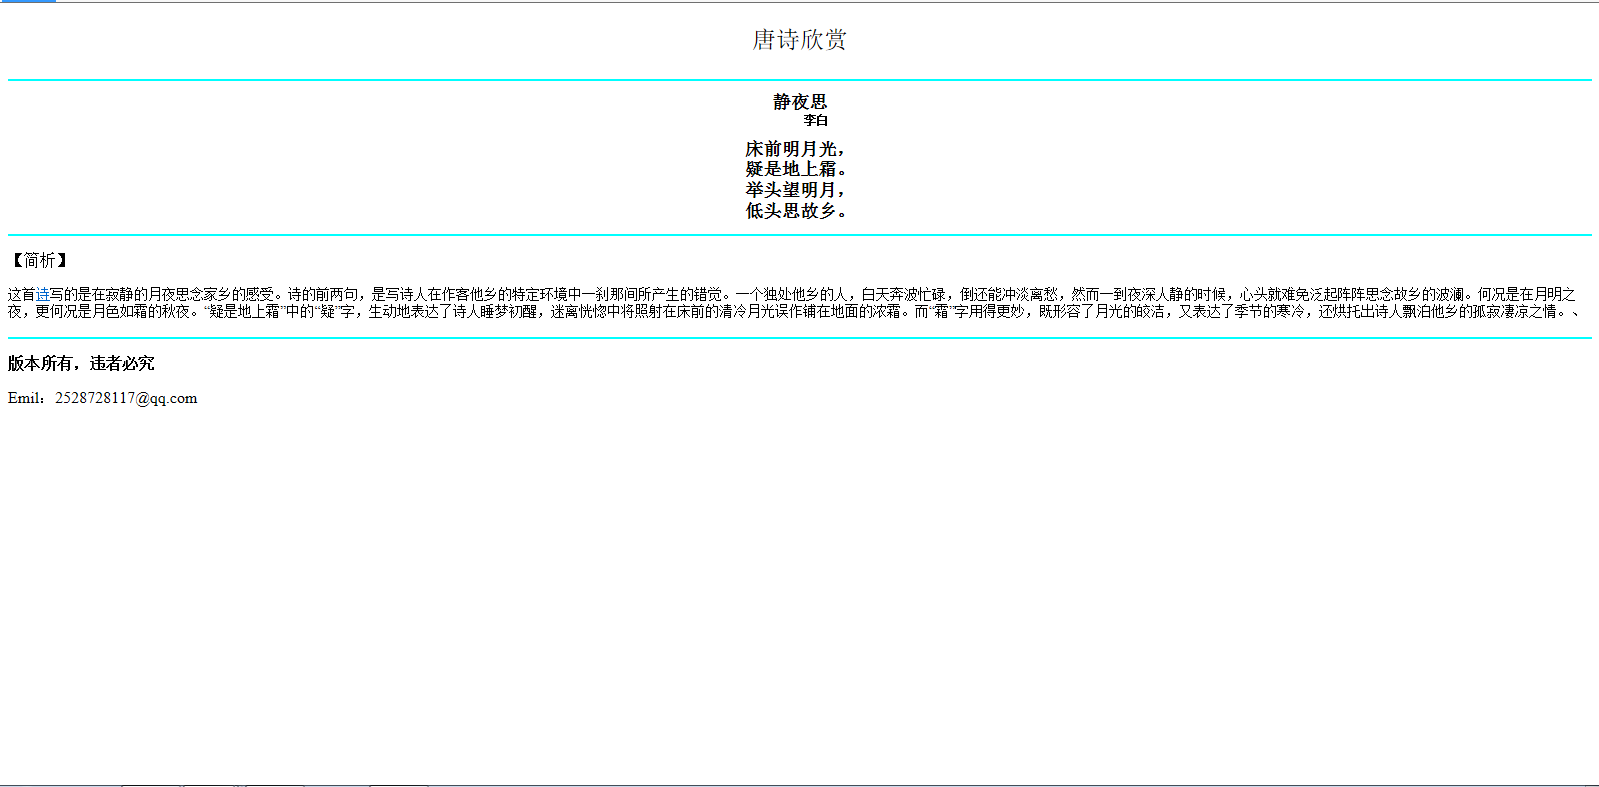 唐诗欣赏
静夜思
李白
床前明月光，
疑是地上霜。
举头望明月，
低头思故乡。
【简析】
这首诗写的是在寂静的月夜思念家乡的感受。诗的前两句，是写诗人在作客他乡的特定环境中一刹那间所产生的错觉。一个独处他乡的人，白天奔波忙碌，倒还能冲淡离愁，然而一到夜深人静的时候，心头就难免泛起阵阵思念故乡的波澜。何况是在月明之
夜，更何况是月色如霜的秋夜。“疑是地上霜”中的“疑”字，生动地表达了诗人睡梦初醒，迷离恍惚中将照射在床前的清冷月光误作铺在地面的浓霜。而“霜”字用得更妙，既形容了月光的皎洁，又表达了季节的寒冷，还烘托出诗人飘泊他乡的孤寂凄凉之情。、
版本所有，违者必究
Emil：2528728117@qq.com